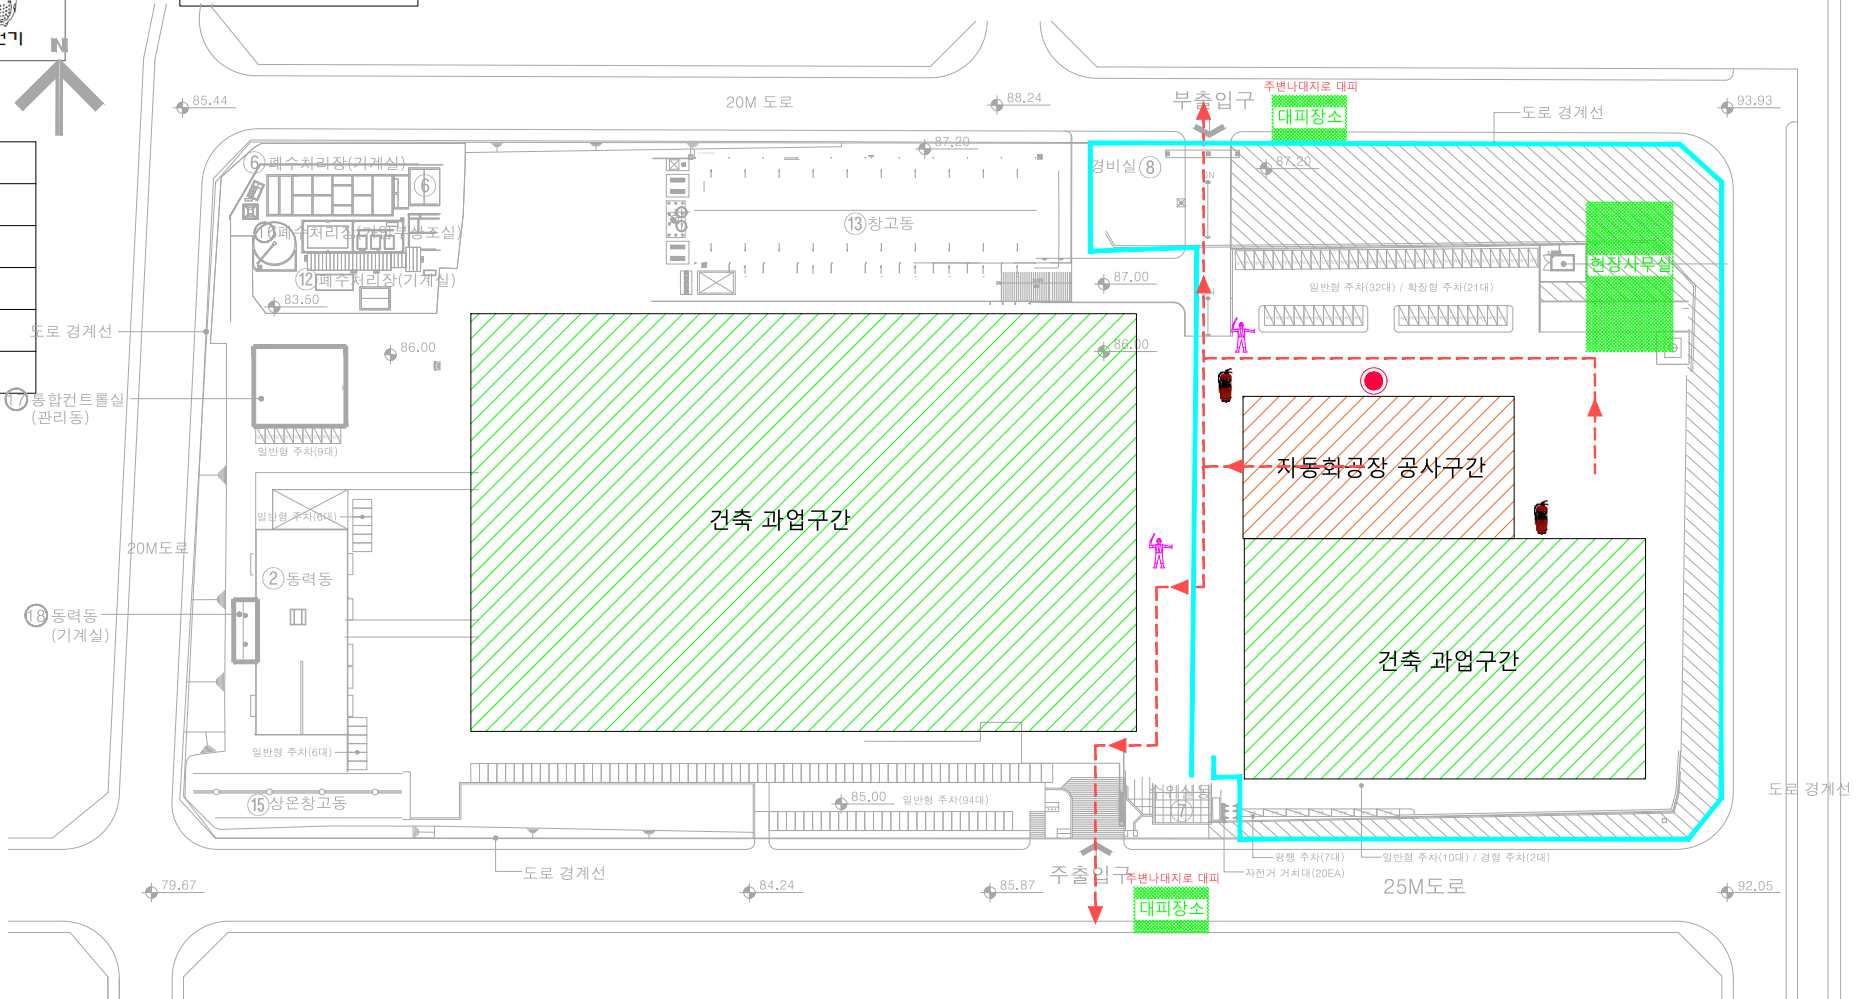 N
85.44
20M 도로
88.24
부출입구
주변나대지로 대피
대피장소
도로 경계선
93.93
87.20
87.20
경비실 ⑧
⑥ 폐수처리장(기계실)
⑥
⑯ 폐수처리장(가압부상조실)
⑬ 창고동
⑫ 폐수처리장(기계실)
83.50
87.00
일반형 주차(32대) / 확장형 주차(21대)
현장사무실
도로 경계선
86.00
86.00
⑰ 통합컨트롤실
(관리동)
일반형 주차(9대)
자동화공장 공사구간
건축 과업구간
일반형 주차(6대)
20M도로
② 동력동
⑱ 동력동
(기계실)
건축 과업구간
일반형 주차(6대)
⑮ 상온창고동
85.00
일반형 주차(94대)
⑦
도로 경계선
도로 경계선
평행 주차(7대)
일반형 주차(10대) / 경형 주차(2대)
자전거 거치대(20EA)
25M도로
주출입구
주변나대지로 대피
대피장소
79.67
84.24
85.87
92.05